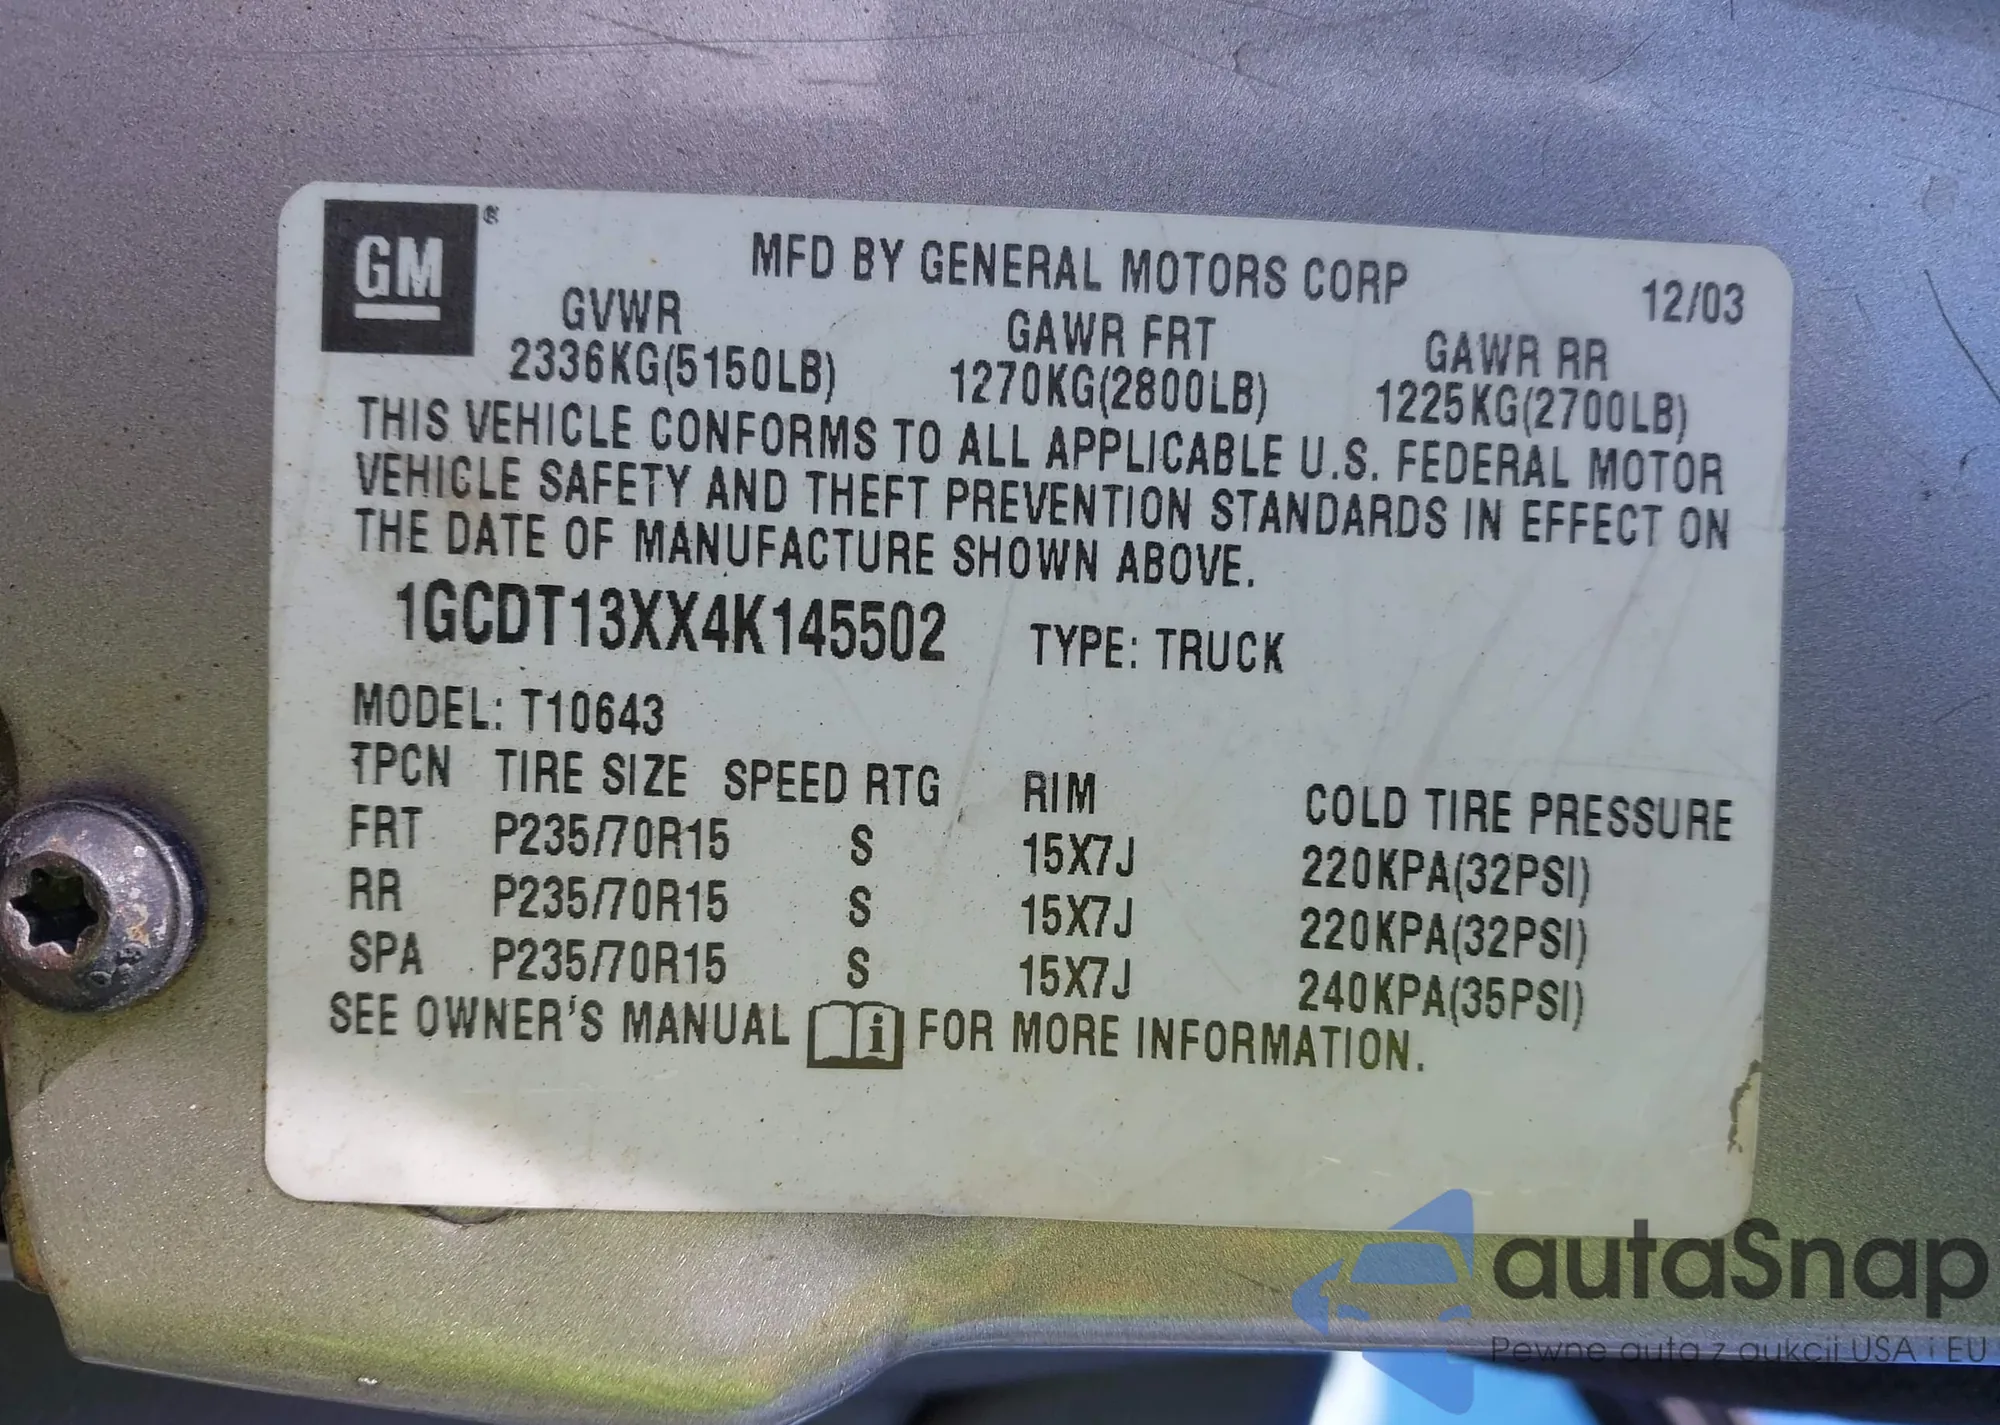 GM®
MFD BY GENERAL MOTORS CORP
12/03
GVWR GAWR FRT GAWR RR
2336KG(5150LB) 1270KG(2800LB) 1225KG(2700LB)
THIS VEHICLE CONFORMS TO ALL APPLICABLE U.S. FEDERAL MOTOR
VEHICLE SAFETY AND THEFT PREVENTION STANDARDS IN EFFECT ON
THE DATE OF MANUFACTURE SHOWN ABOVE.
1GCDT13XX4K145502 TYPE: TRUCK
MODEL: T10643
TPCN TIRE SIZE SPEED RTG RIM COLD TIRE PRESSURE
FRT P235/70R15 S 15X7J 220KPA(32PSI)
RR P235/70R15 S 15X7J 220KPA(32PSI)
SPA P235/70R15 S 15X7J 240KPA(35PSI)
SEE OWNER'S MANUAL i FOR MORE INFORMATION.
autaSnap
Pewne auta z aukcji USA i EU